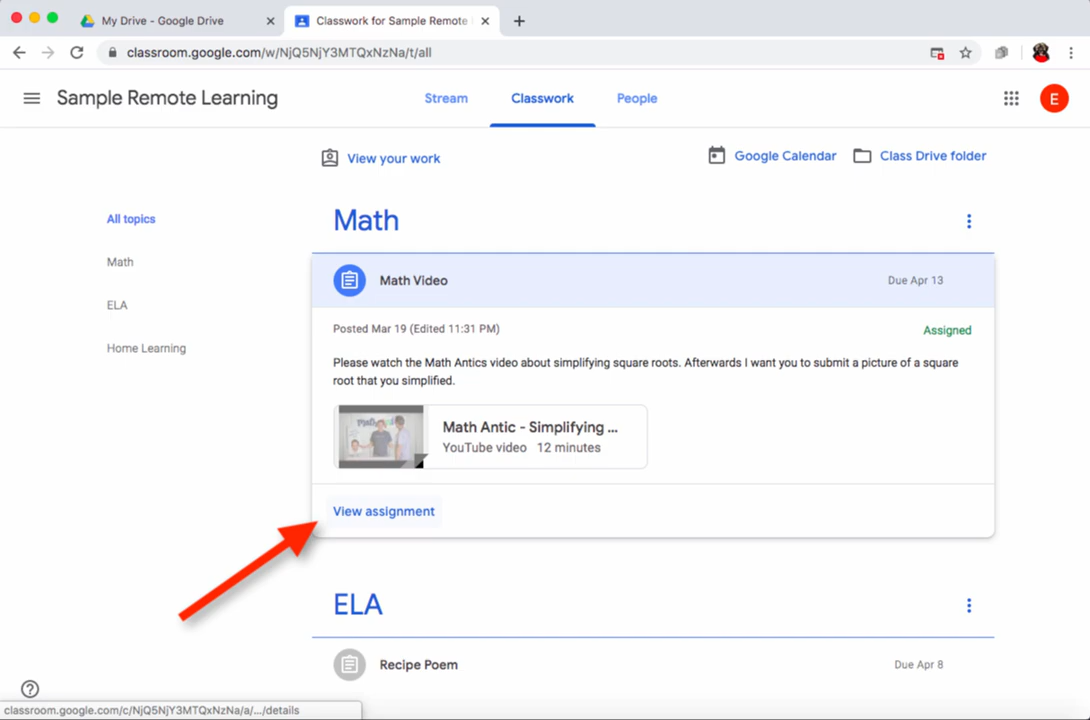 My Drive - Google Drive
Classwork for Sample Remote
classroom.google.com/w/NjQ5NjY3MTQxNzNa/t/all
Sample Remote Learning
Stream
Classwork
People
E
View your work
Google Calendar
Class Drive folder
All topics
Math
ELA
Home Learning
Math
Math Video
Due Apr 13
Posted Mar 19 (Edited 11:31 PM)
Assigned
Please watch the Math Antics video about simplifying square roots. Afterwards I want you to submit a picture of a square
root that you simplified.
Math Antic - Simplifying ...
YouTube video 12 minutes
View assignment
ELA
Recipe Poem
Due Apr 8
classroom.google.com/c/NjQ5NjY3MTQxNzNa/a/.../details